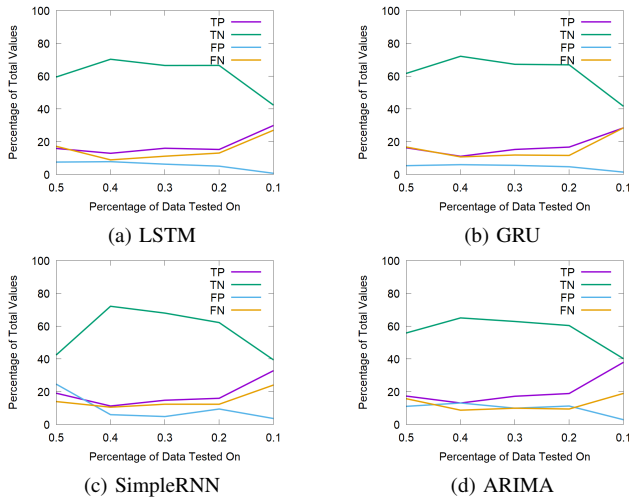 100
80
60
40
20
0
Percentage of Total Values
TP
TN
FP
FN
0.5 0.4 0.3 0.2 0.1
Percentage of Data Tested On
(a) LSTM
100
80
60
40
20
0
Percentage of Total Values
TP
TN
FP
FN
0.5 0.4 0.3 0.2 0.1
Percentage of Data Tested On
(b) GRU
100
80
60
40
20
0
Percentage of Total Values
TP
TN
FP
FN
0.5 0.4 0.3 0.2 0.1
Percentage of Data Tested On
(c) SimpleRNN
100
80
60
40
20
0
Percentage of Total Values
TP
TN
FP
FN
0.5 0.4 0.3 0.2 0.1
Percentage of Data Tested On
(d) ARIMA